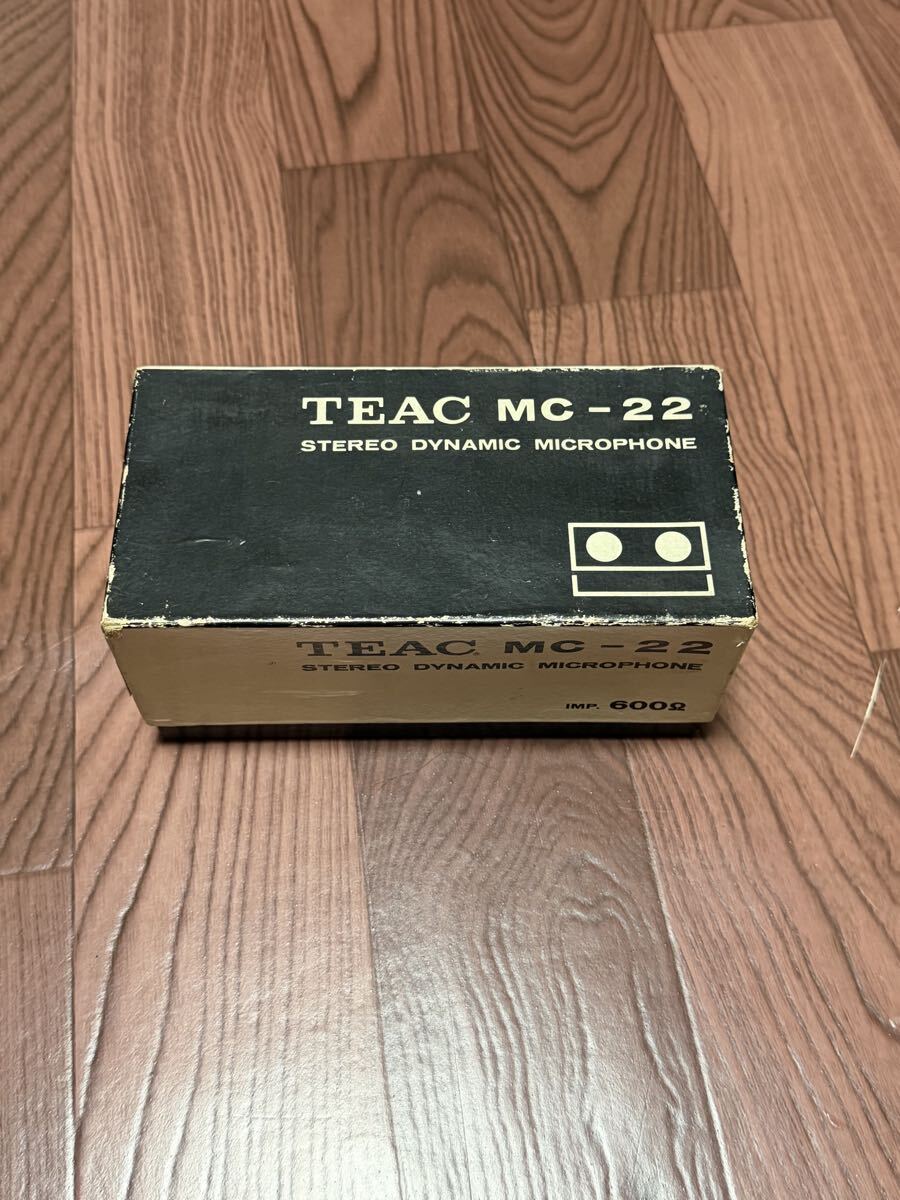 TEAC MC-22
STEREO DYNAMIC MICROPHONE
TEAC MC-22
STEREO DYNAMIC MICROPHONE
IMP. 600Ω